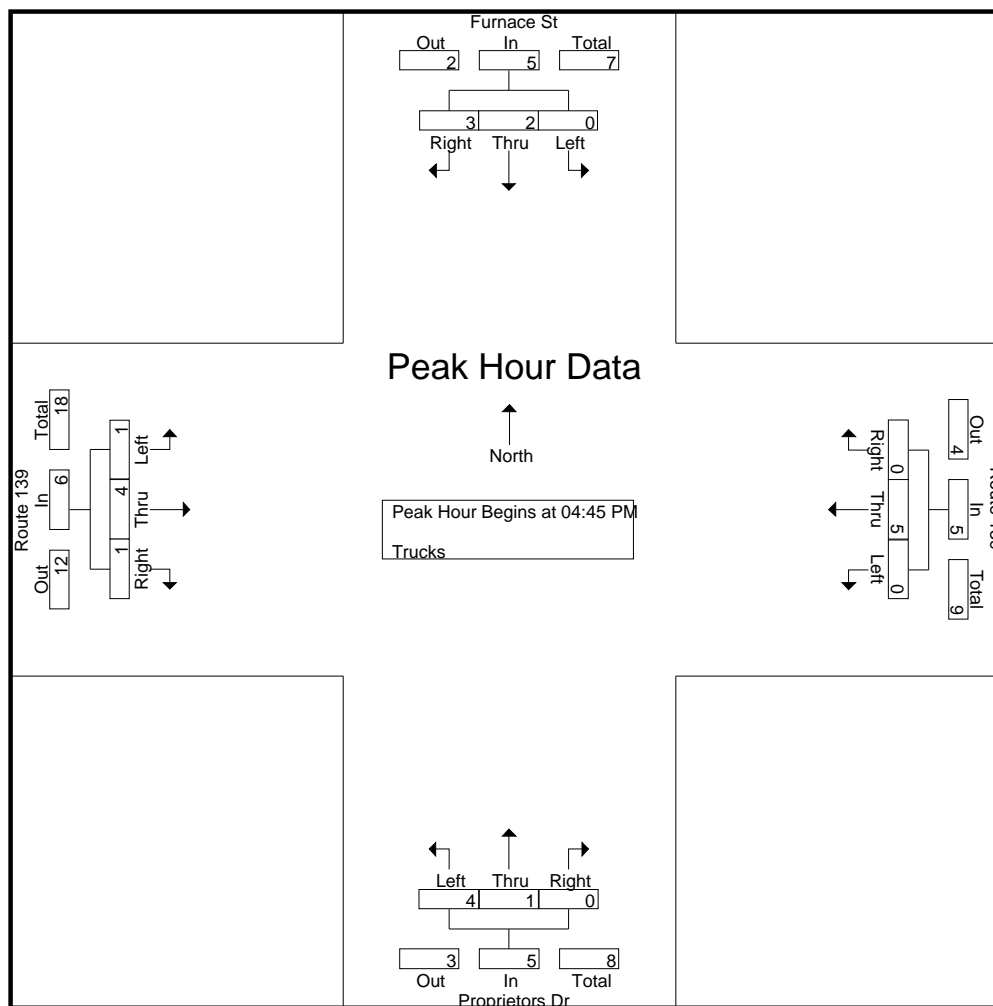 Furnace St
Out In Total
2 5 7
3 2 0
Right Thru Left
Peak Hour Data
North
Peak Hour Begins at 04:45 PM
Trucks
Route 139
Out In Total
12 6 18
1 4 1
Left Thru Right
Out In Total
4 5 9
0 5 0
Right Thru Left
Left Thru Right
4 1 0
3 5 8
Out In Total
Proprietors Dr